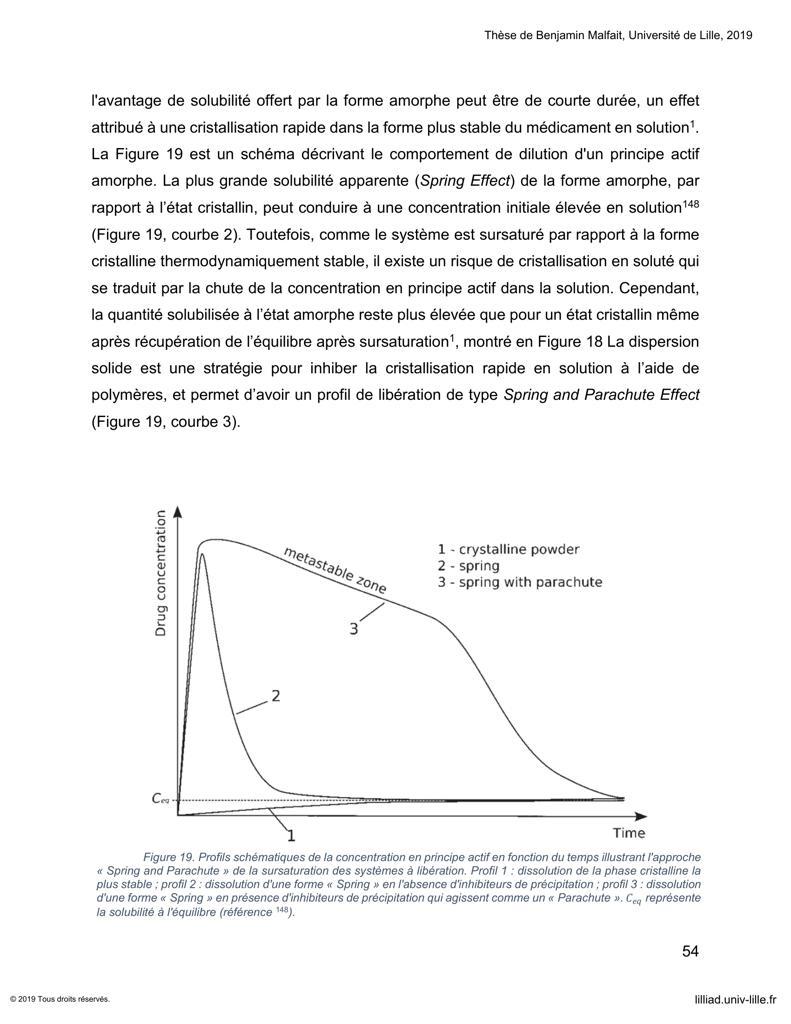 Thèse de Benjamin Malfait, Université de Lille, 2019
l'avantage de solubilité offert par la forme amorphe peut être de courte durée, un effet
attribué à une cristallisation rapide dans la forme plus stable du médicament en solution¹.
La Figure 19 est un schéma décrivant le comportement de dilution d'un principe actif
amorphe. La plus grande solubilité apparente (Spring Effect) de la forme amorphe, par
rapport à l’état cristallin, peut conduire à une concentration initiale élevée en solution¹⁴⁸
(Figure 19, courbe 2). Toutefois, comme le système est sursaturé par rapport à la forme
cristalline thermodynamiquement stable, il existe un risque de cristallisation en soluté qui
se traduit par la chute de la concentration en principe actif dans la solution. Cependant,
la quantité solubilisée à l’état amorphe reste plus élevée que pour un état cristallin même
après récupération de l’équilibre après sursaturation¹, montré en Figure 18 La dispersion
solide est une stratégie pour inhiber la cristallisation rapide en solution à l’aide de
polymères, et permet d’avoir un profil de libération de type Spring and Parachute Effect
(Figure 19, courbe 3).
Drug concentration
metastable zone
1 - crystalline powder
2 - spring
3 - spring with parachute
3
2
Ceq
1
Time
Figure 19. Profils schématiques de la concentration en principe actif en fonction du temps illustrant l'approche
« Spring and Parachute » de la sursaturation des systèmes à libération. Profil 1 : dissolution de la phase cristalline la
plus stable ; profil 2 : dissolution d'une forme « Spring » en l'absence d'inhibiteurs de précipitation ; profil 3 : dissolution
d'une forme « Spring » en présence d'inhibiteurs de précipitation qui agissent comme un « Parachute ». Ceq représente
la solubilité à l'équilibre (référence ¹⁴⁸).
54
© 2019 Tous droits réservés.
lilliad.univ-lille.fr